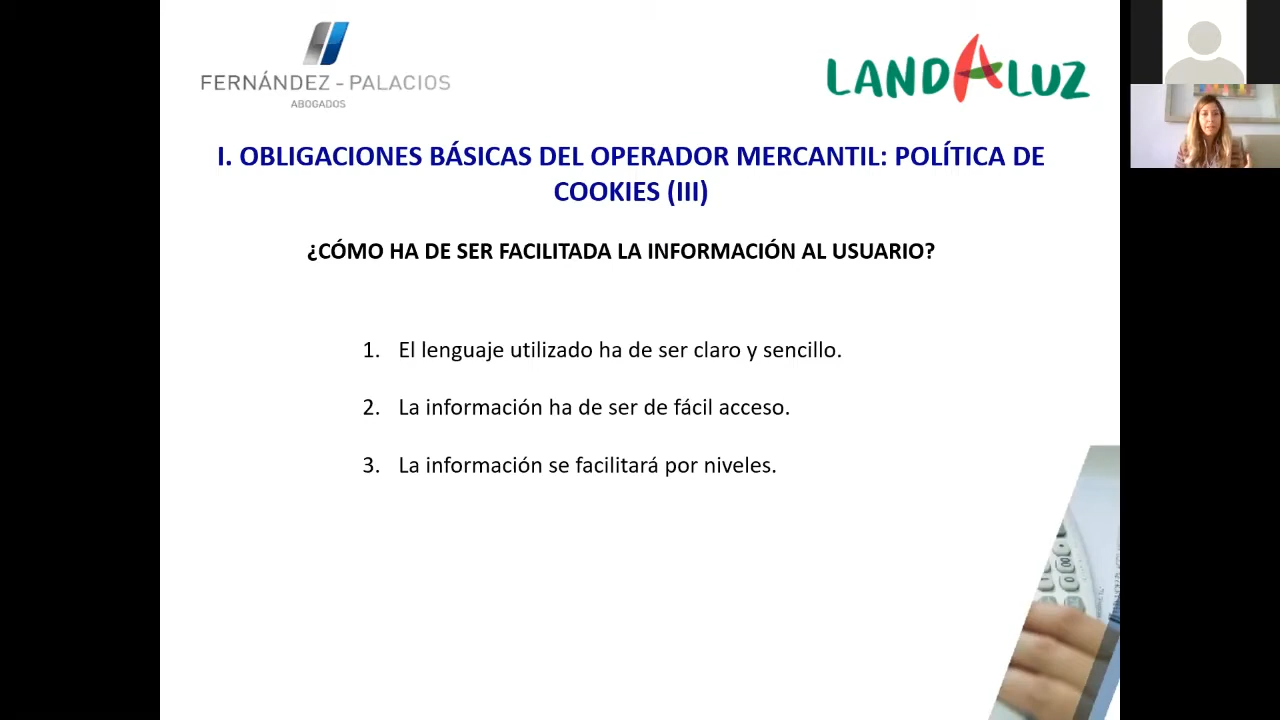 FERNÁNDEZ - PALACIOS
ABOGADOS
LANDALUZ
I. OBLIGACIONES BÁSICAS DEL OPERADOR MERCANTIL: POLÍTICA DE
COOKIES (III)
¿CÓMO HA DE SER FACILITADA LA INFORMACIÓN AL USUARIO?
1. El lenguaje utilizado ha de ser claro y sencillo.
2. La información ha de ser de fácil acceso.
3. La información se facilitará por niveles.